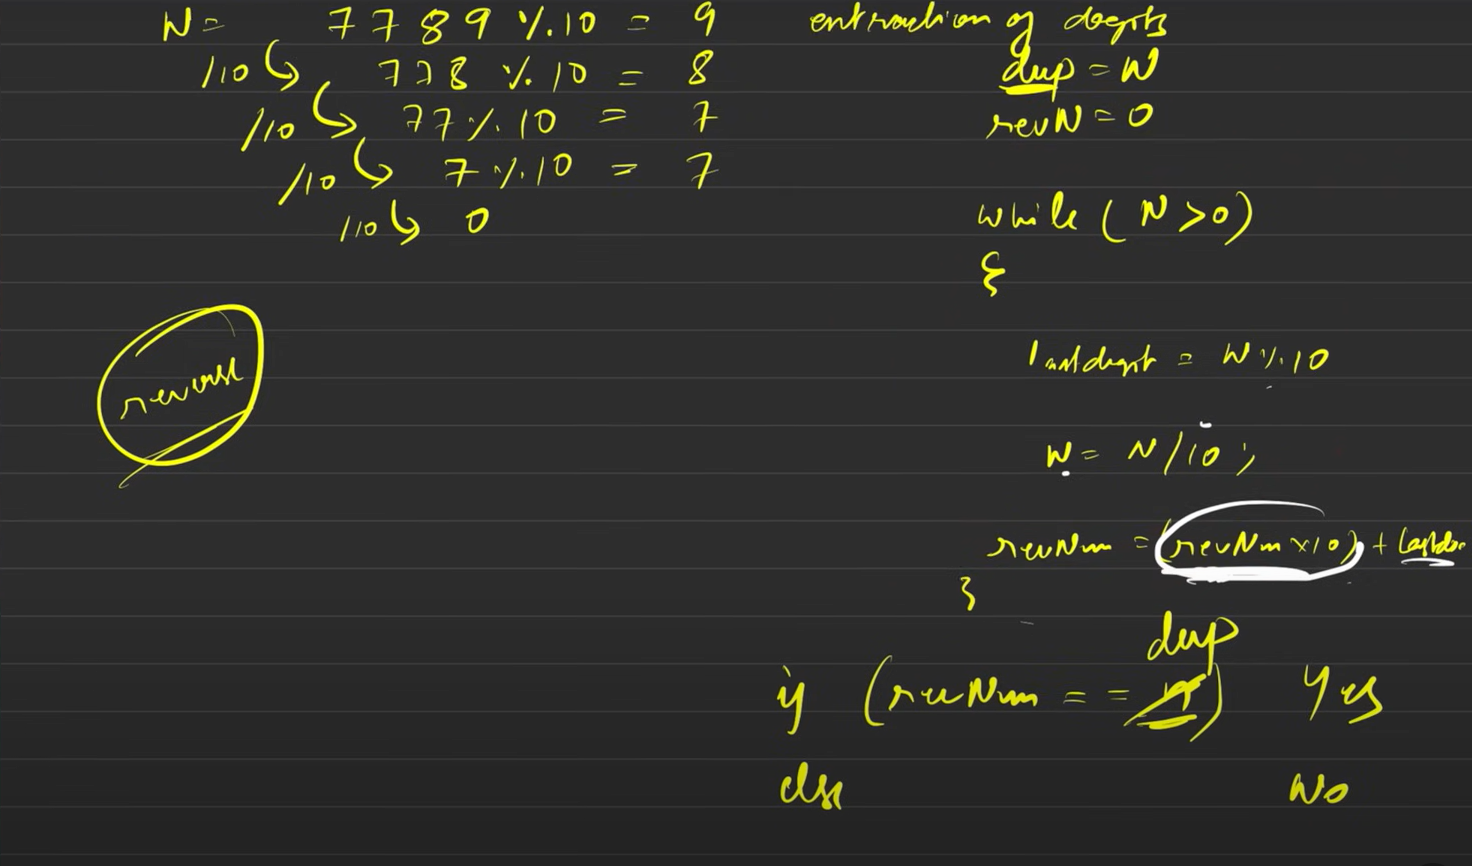 N = 7789 %10 = 9
/10 778 %10 = 8
/10 77 %10 = 7
/10 7 %10 = 7
/10 0
reverse
extraction of digits
dup = N
revN = 0
while (N > 0)
{
lastdigit = N % 10
N = N / 10;
revNum = (revNum × 10) + lastdi
}
dup
if (revNum == n) Yes
else No